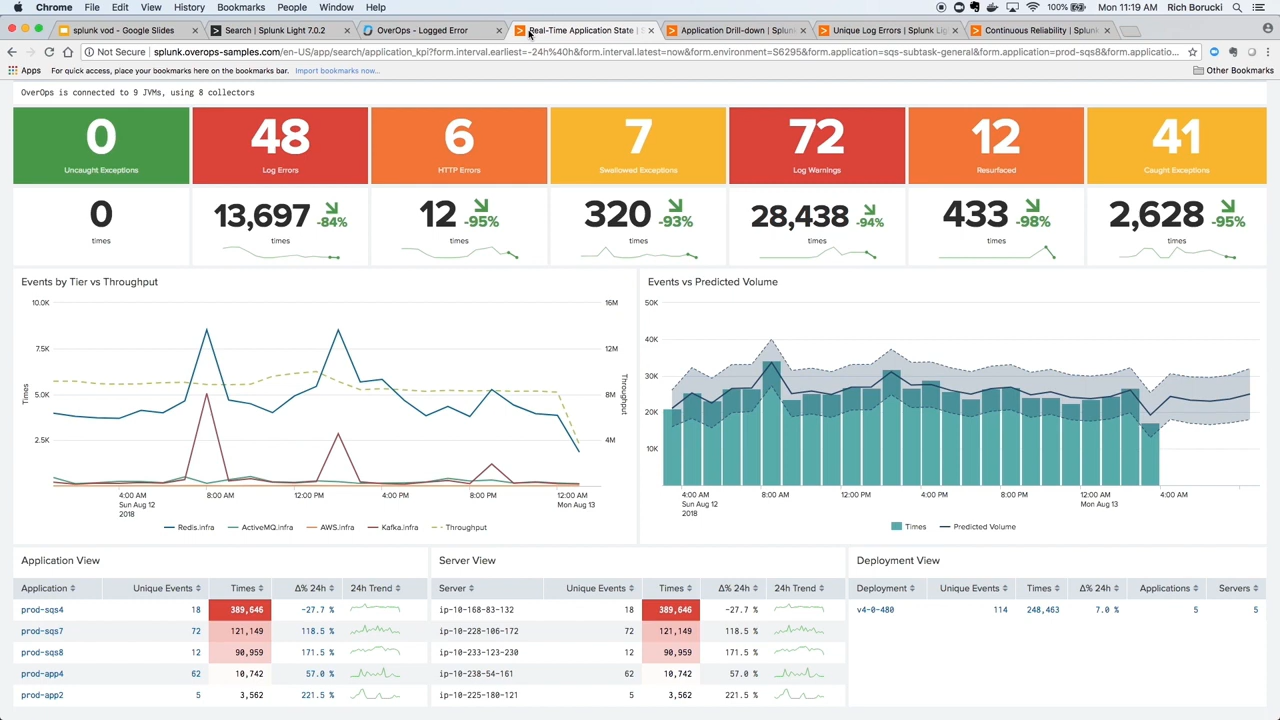 Chrome File Edit View History Bookmarks People Window Help 100% Mon 11:19 AM Rich Borucki
splunk vod - Google Slides Search | Splunk Light 7.0.2 OverOps - Logged Error Real-Time Application State | S Application Drill-down | Splunk Unique Log Errors | Splunk Lig Continuous Reliability | Splunk
Not Secure splunk.overops-samples.com/en-US/app/search/application_kpi?form.interval.earliest=-24h%40h&form.interval.latest=now&form.environment=S6295&form.application=sqs-subtask-general&form.application=prod-sqs8&form.applicatio...
Apps For quick access, place your bookmarks here on the bookmarks bar. Import bookmarks now... Other Bookmarks
OverOps is connected to 9 JVMs, using 8 collectors
0 48 6 7 72 12 41
Uncaught Exceptions Log Errors HTTP Errors Swallowed Exceptions Log Warnings Resurfaced Caught Exceptions
0 13,697 -84% 12 -95% 320 -93% 28,438 -94% 433 -98% 2,628 -95%
times times times times times times times
Events by Tier vs Throughput Events vs Predicted Volume
10.0K 16M 50K
40K
7.5K 12M
30K
Times 5.0K 8M Throughput
20K
2.5K 4M
10K
4:00 AM 8:00 AM 12:00 PM 4:00 PM 8:00 PM 12:00 AM 4:00 AM 8:00 AM 12:00 PM 4:00 PM 8:00 PM 12:00 AM 4:00 AM
Sun Aug 12 Mon Aug 13 Sun Aug 12 Mon Aug 13
2018 2018
Redis.infra ActiveMQ.infra AWS.infra Kafka.infra Throughput Times Predicted Volume
Application View Server View Deployment View
Application Unique Events Times Δ% 24h 24h Trend Server Unique Events Times Δ% 24h 24h Trend Deployment Unique Events Times Δ% 24h Applications Servers
prod-sqs4 18 389,646 -27.7 % ip-10-168-83-132 18 389,646 -27.7 % v4-0-480 114 248,463 7.0 % 5 5
prod-sqs7 72 121,149 118.5 % ip-10-228-106-172 72 121,149 118.5 %
prod-sqs8 12 90,959 171.5 % ip-10-233-123-230 12 90,959 171.5 %
prod-app4 62 10,742 57.0 % ip-10-238-54-161 62 10,742 57.0 %
prod-app2 5 3,562 221.5 % ip-10-225-180-121 5 3,562 221.5 %